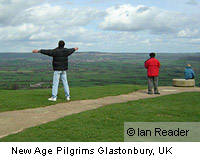 © Ian Reader
New Age Pilgrims Glastonbury, UK